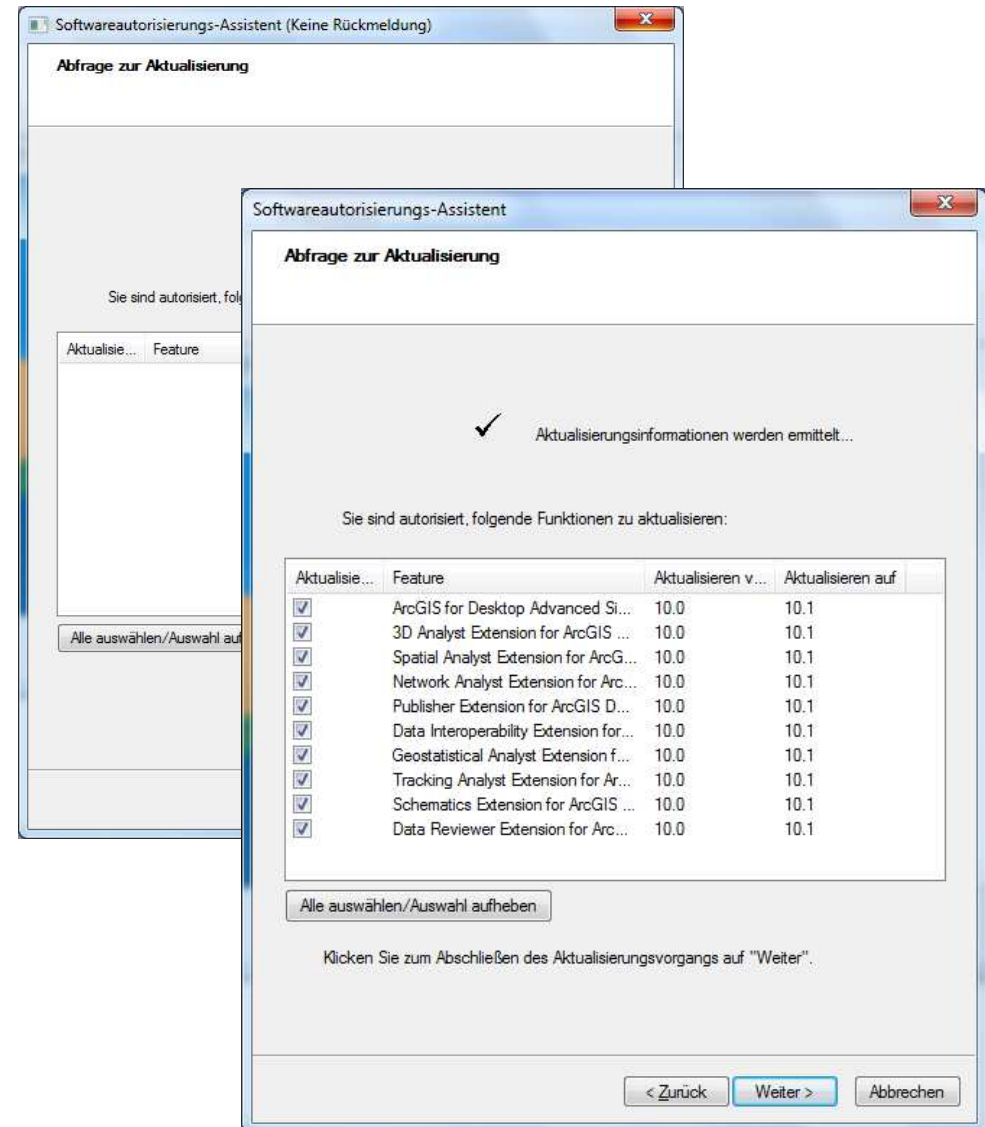 Softwareautorisierungs-Assistent (Keine Rückmeldung)
Abfrage zur Aktualisierung
Sie sind autorisiert, fol
Aktualisie... Feature
Alle auswählen/Auswahl auf
Softwareautorisierungs-Assistent
Abfrage zur Aktualisierung
Aktualisierungsinformationen werden ermittelt...
Sie sind autorisiert, folgende Funktionen zu aktualisieren:
Aktualisie... Feature Aktualisieren v... Aktualisieren auf
ArcGIS for Desktop Advanced Si... 10.0 10.1
3D Analyst Extension for ArcGIS ... 10.0 10.1
Spatial Analyst Extension for ArcG... 10.0 10.1
Network Analyst Extension for Arc... 10.0 10.1
Publisher Extension for ArcGIS D... 10.0 10.1
Data Interoperability Extension for... 10.0 10.1
Geostatistical Analyst Extension f... 10.0 10.1
Tracking Analyst Extension for Ar... 10.0 10.1
Schematics Extension for ArcGIS ... 10.0 10.1
Data Reviewer Extension for Arc... 10.0 10.1
Alle auswählen/Auswahl aufheben
Klicken Sie zum Abschließen des Aktualisierungsvorgangs auf "Weiter".
< Zurück Weiter > Abbrechen